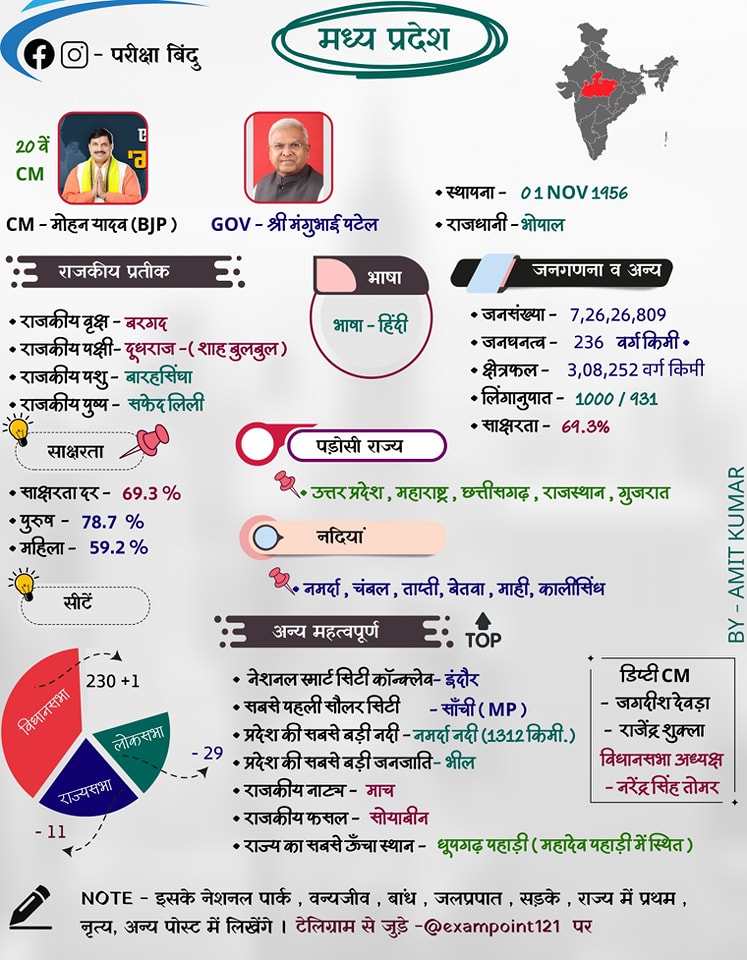 - परीक्षा बिंदु
मध्य प्रदेश
20 वें
CM
CM - मोहन यादव (BJP )
GOV - श्री मंगुभाई पटेल
• स्थापना - 01 NOV 1956
• राजधानी - भोपाल
राजकीय प्रतीक
• राजकीय वृक्ष - बरगद
• राजकीय पक्षी - दूधराज -( शाह बुलबुल )
• राजकीय पशु - बारहसिंघा
• राजकीय पुष्प - सफेद लिली
भाषा
भाषा - हिंदी
जनगणना व अन्य
• जनसंख्या - 7,26,26,809
• जनघनत्व - 236 वर्ग किमी •
• क्षेत्रफल - 3,08,252 वर्ग किमी
• लिंगानुपात - 1000 / 931
• साक्षरता - 69.3%
साक्षरता
• साक्षरता दर - 69.3 %
• पुरुष - 78.7 %
• महिला - 59.2 %
पड़ोसी राज्य
• उत्तर प्रदेश , महाराष्ट्र , छत्तीसगढ़ , राजस्थान , गुजरात
नदियां
• नमर्दा , चंबल , ताप्ती, बेतवा , माही, कालीसिंध
सीटें
विधानसभा
230 +1
लोकसभा
- 29
राज्यसभा
- 11
अन्य महत्वपूर्ण
TOP
• नेशनल स्मार्ट सिटी कॉन्क्लेव- इंदौर
• सबसे पहली सौलर सिटी - साँची ( MP )
• प्रदेश की सबसे बड़ी नदी - नमर्दा नदी (1312 किमी.)
• प्रदेश की सबसे बड़ी जनजाति - भील
• राजकीय नाट्य - माच
• राजकीय फसल - सोयाबीन
• राज्य का सबसे ऊँचा स्थान - धूपगढ़ पहाड़ी ( महादेव पहाड़ी में स्थित )
डिप्टी CM
- जगदीश देवड़ा
- राजेंद्र शुक्ला
विधानसभा अध्यक्ष
- नरेंद्र सिंह तोमर
BY - AMIT KUMAR
NOTE - इसके नेशनल पार्क , वन्यजीव , बांध , जलप्रपात , सड़के , राज्य में प्रथम ,
नृत्य, अन्य पोस्ट में लिखेंगे । टेलिग्राम से जुड़े -@exampoint121 पर